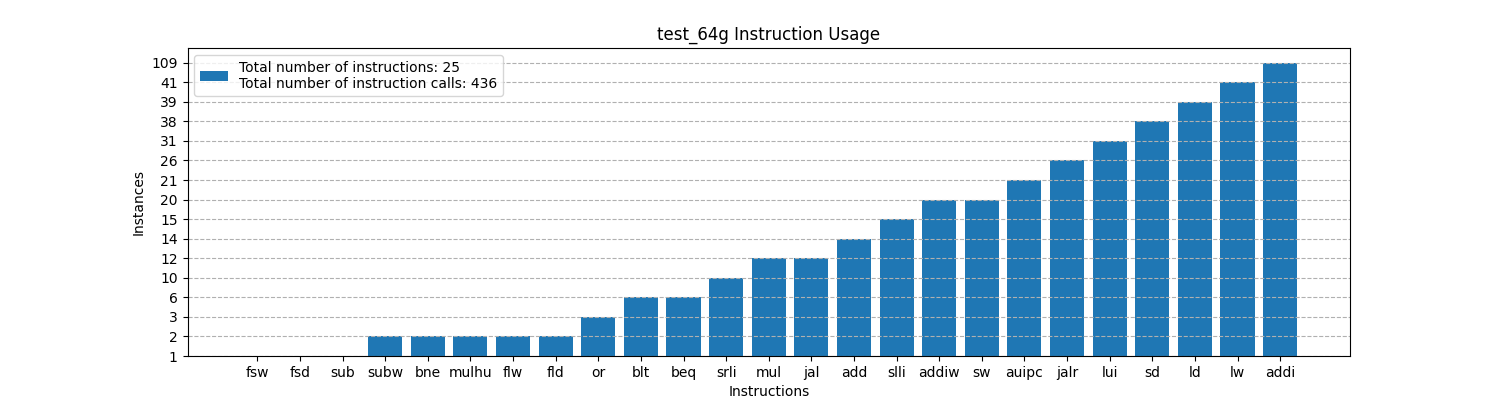 test_64g Instruction Usage
Total number of instructions: 25
Total number of instruction calls: 436
109
41
39
38
31
26
21
20
15
14
12
10
6
3
2
1
Instances
fsw fsd sub subw bne mulhu flw fld or blt beq srli mul jal add slli addiw sw auipc jalr lui sd ld lw addi
Instructions